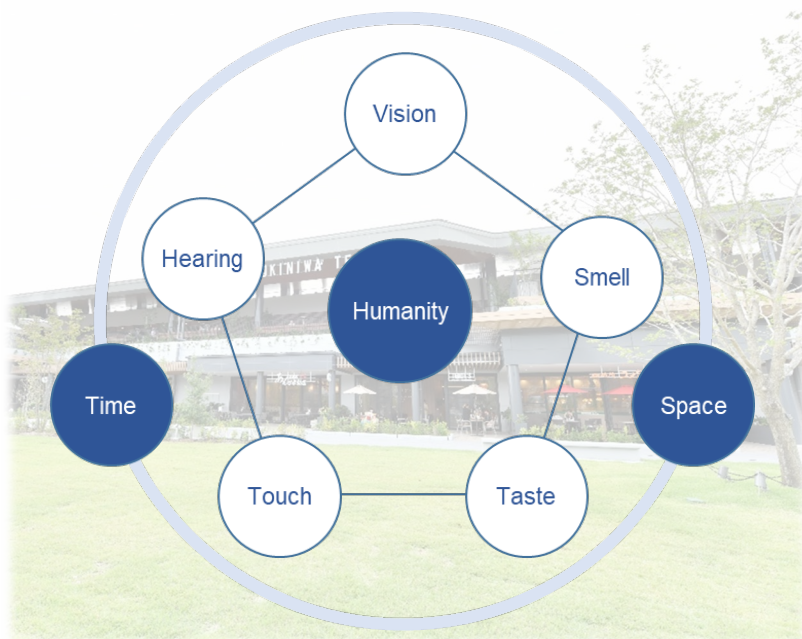 Vision
Hearing
Smell
Humanity
Time
Space
Touch
Taste